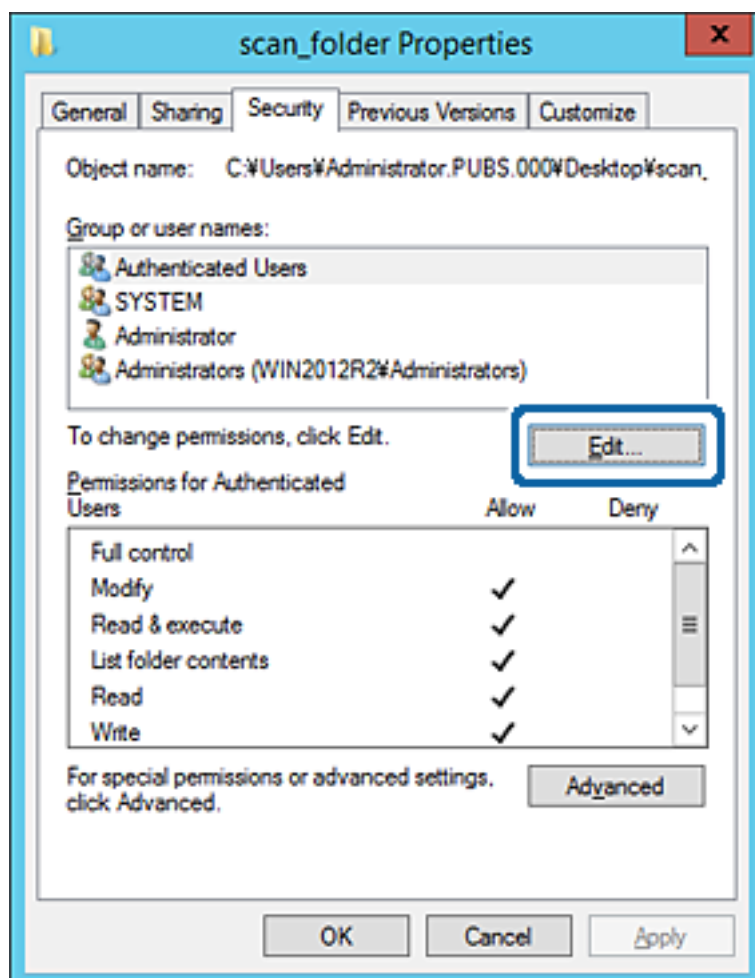 scan_folder Properties
x
General Sharing Security Previous Versions Customize
Object name: C:¥Users¥Administrator.PUBS.000¥Desktop¥scan_
Group or user names:
Authenticated Users
SYSTEM
Administrator
Administrators (WIN2012R2¥Administrators)
To change permissions, click Edit.
Edit...
Permissions for Authenticated
Users Allow Deny
Full control
Modify
Read & execute
List folder contents
Read
Write
For special permissions or advanced settings,
click Advanced.
Advanced
OK Cancel Apply